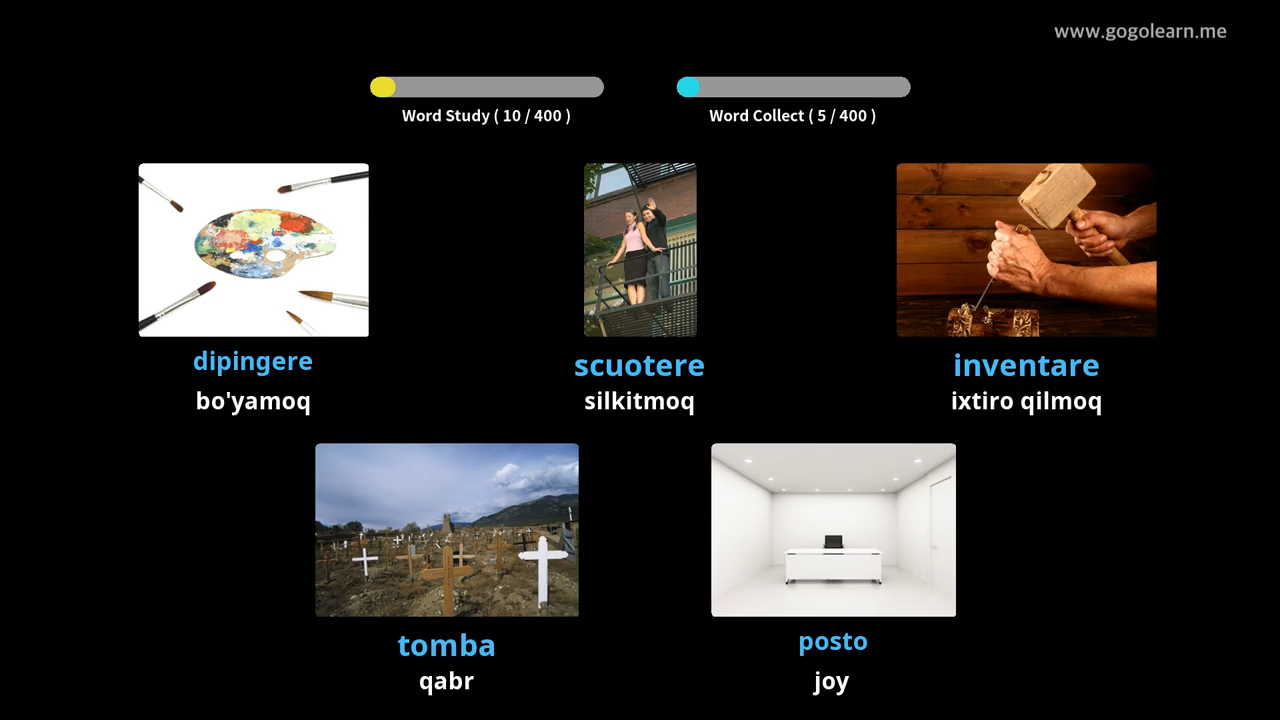 www.gogolearn.me
Word Study ( 10 / 400 )
Word Collect ( 5 / 400 )
dipingere
bo'yamoq
scuotere
silkitmoq
inventare
ixtiro qilmoq
tomba
qabr
posto
joy